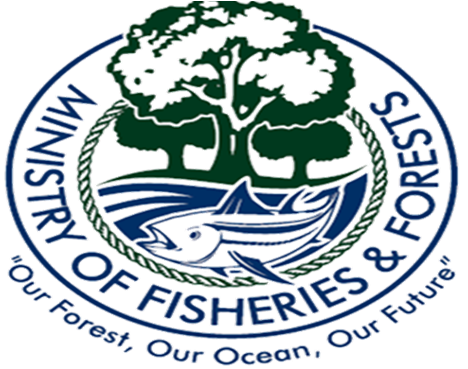 MINISTRY OF FISHERIES & FORESTS
"Our Forest, Our Ocean, Our Future"